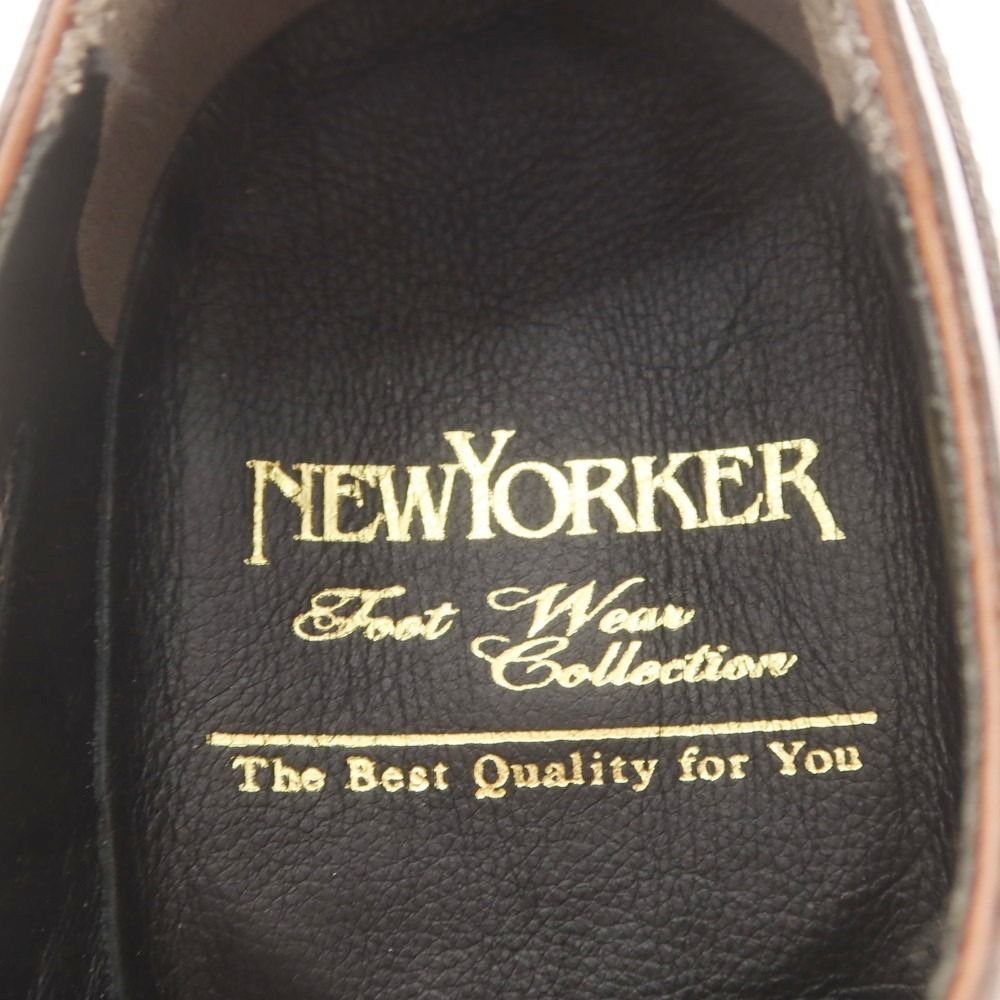 NEWYORKER
Foot Wear
Collection
The Best Quality for You